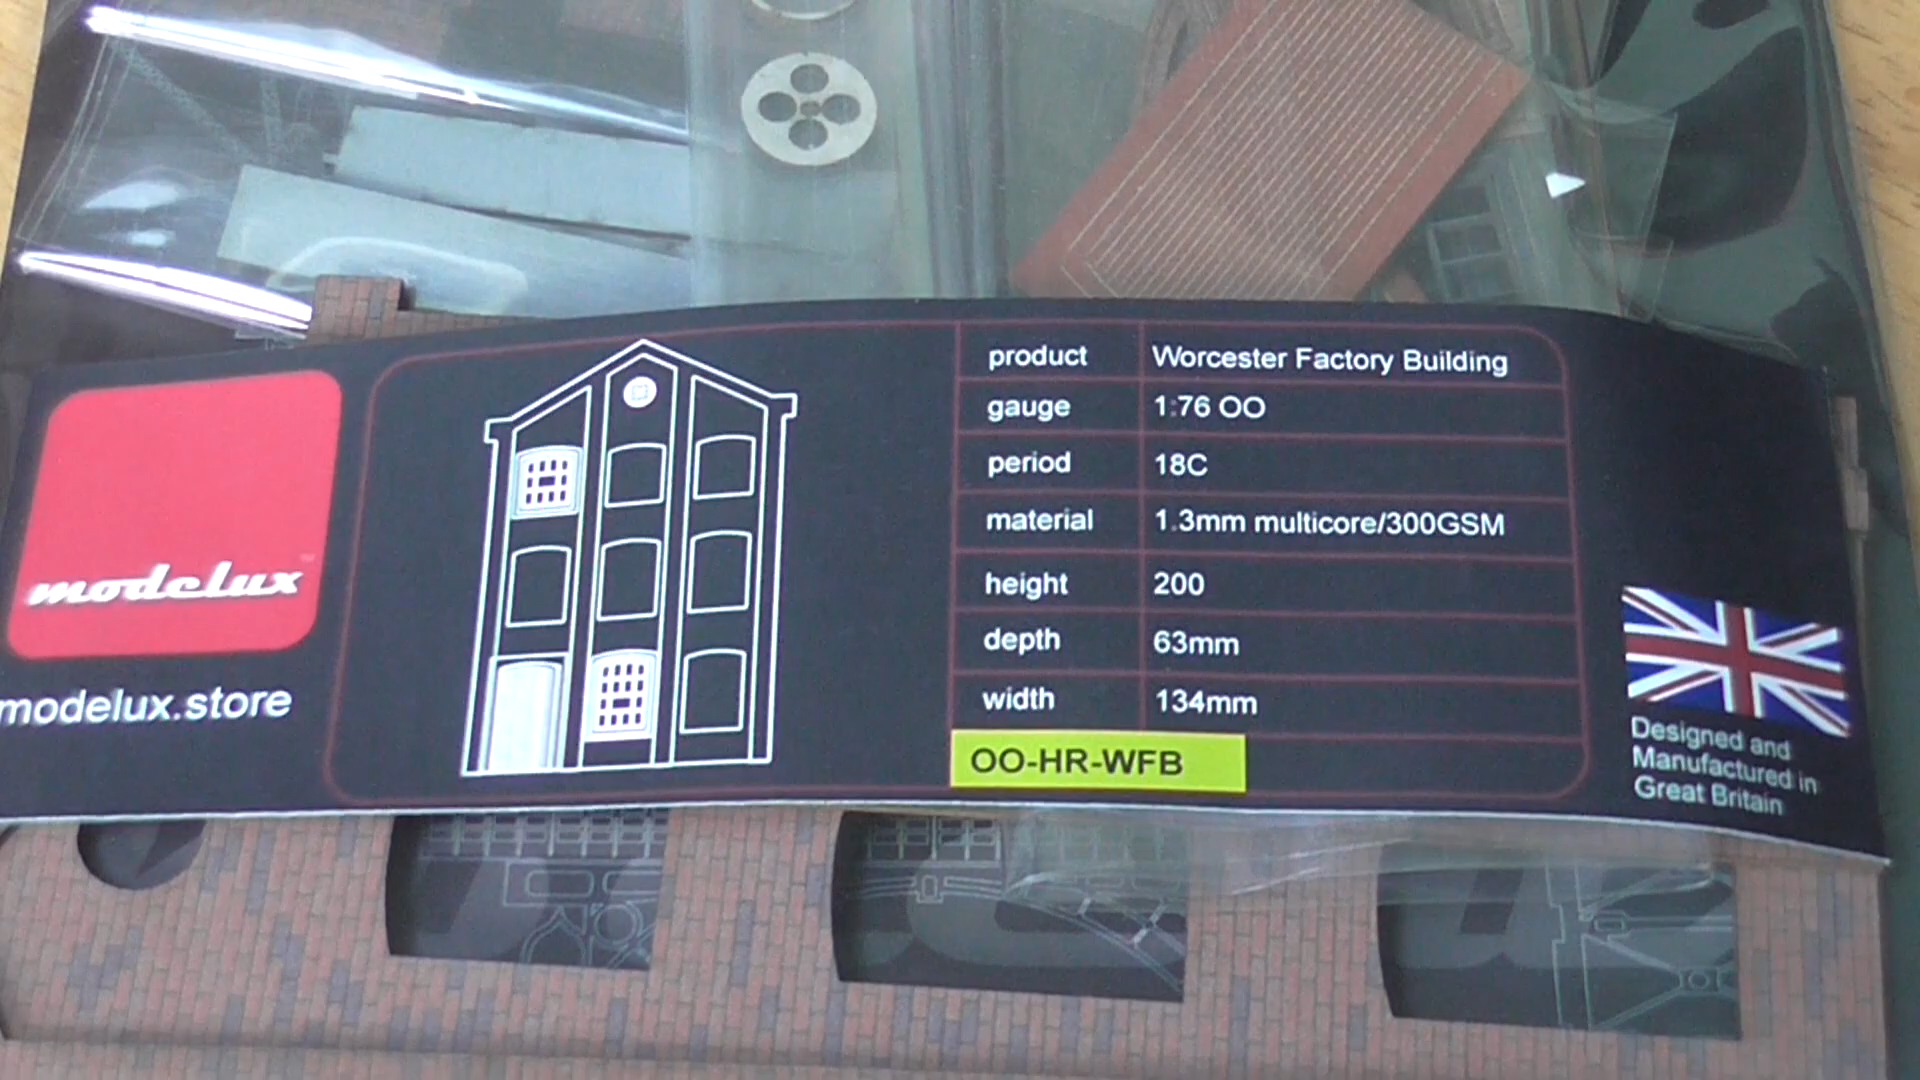 modelux™
modelux.store
product Worcester Factory Building
gauge 1:76 OO
period 18C
material 1.3mm multicore/300GSM
height 200
depth 63mm
width 134mm
OO-HR-WFB
Designed and
Manufactured in
Great Britain